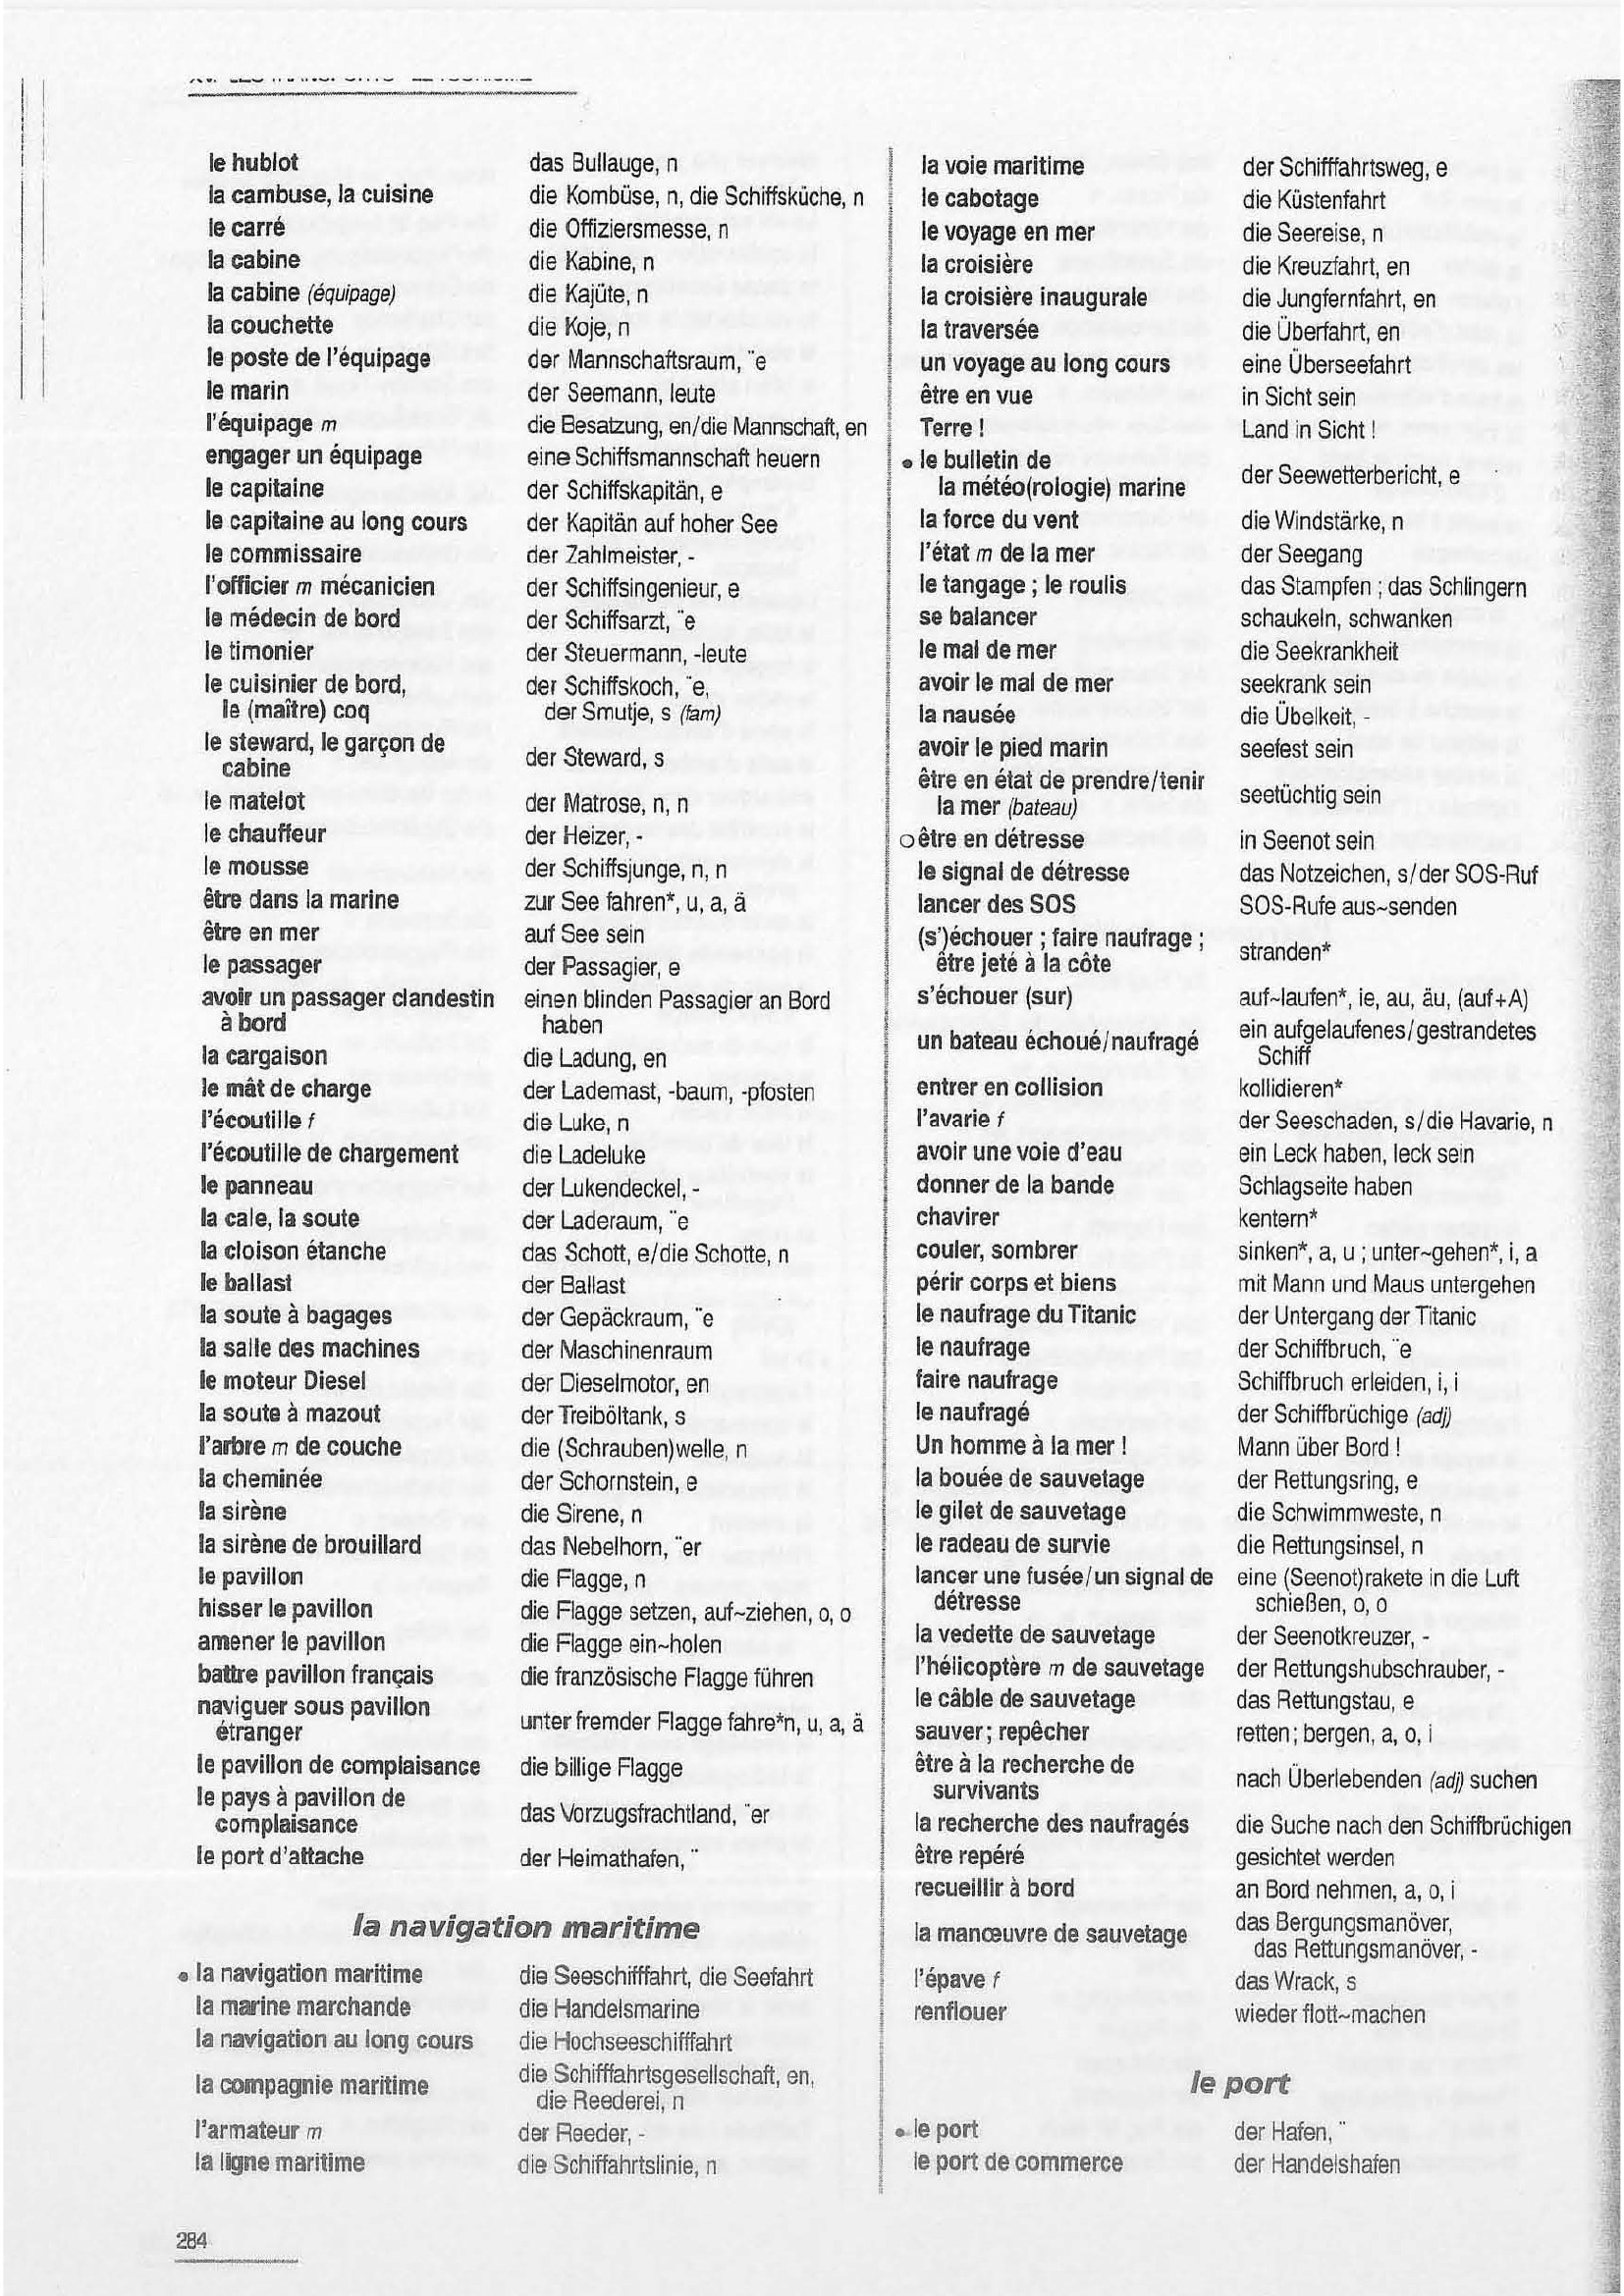 le hublot das Bullauge, n
la cambuse, la cuisine die Kombüse, n, die Schiffsküche, n
le carré die Offiziersmesse, n
la cabine die Kabine, n
la cabine (équipage) die Kajüte, n
la couchette die Koje, n
le poste de l'équipage der Mannschaftsraum, ¨e
le marin der Seemann, leute
l'équipage m die Besatzung, en/die Mannschaft, en
engager un équipage eine Schiffsmannschaft heuern
le capitaine der Schiffskapitän, e
le capitaine au long cours der Kapitän auf hoher See
le commissaire der Zahlmeister, -
l'officier m mécanicien der Schiffsingenieur, e
le médecin de bord der Schiffsarzt, ¨e
le timonier der Steuermann, -leute
le cuisinier de bord, der Schiffskoch, ¨e,
le (maître) coq der Smutje, s (fam)
le steward, le garçon de
cabine der Steward, s
le matelot der Matrose, n, n
le chauffeur der Heizer, -
le mousse der Schiffsjunge, n, n
être dans la marine zur See fahren*, u, a, ä
être en mer auf See sein
le passager der Passagier, e
avoir un passager clandestin einen blinden Passagier an Bord
à bord haben
la cargaison die Ladung, en
le mât de charge der Lademast, -baum, -pfosten
l'écoutille f die Luke, n
l'écoutille de chargement die Ladeluke
le panneau der Lukendeckel, -
la cale, la soute der Laderaum, ¨e
la cloison étanche das Schott, e/die Schotte, n
le ballast der Ballast
la soute à bagages der Gepäckraum, ¨e
la salle des machines der Maschinenraum
le moteur Diesel der Dieselmotor, en
la soute à mazout der Treiböltank, s
l'arbre m de couche die (Schrauben)welle, n
la cheminée der Schornstein, e
la sirène die Sirene, n
la sirène de brouillard das Nebelhorn, ¨er
le pavillon die Flagge, n
hisser le pavillon die Flagge setzen, auf~ziehen, o, o
amener le pavillon die Flagge ein~holen
battre pavillon français die französische Flagge führen
naviguer sous pavillon
étranger unter fremder Flagge fahre*n, u, a, ä
le pavillon de complaisance die billige Flagge
le pays à pavillon de
complaisance das Vorzugsfrachtland, ¨er
le port d'attache der Heimathafen, ¨
la navigation maritime
• la navigation maritime die Seeschifffahrt, die Seefahrt
la marine marchande die Handelsmarine
la navigation au long cours die Hochseeschifffahrt
la compagnie maritime die Schifffahrtsgesellschaft, en,
die Reederei, n
l'armateur m der Reeder, -
la ligne maritime die Schiffahrtslinie, n
la voie maritime der Schifffahrtsweg, e
le cabotage die Küstenfahrt
le voyage en mer die Seereise, n
la croisière die Kreuzfahrt, en
la croisière inaugurale die Jungfernfahrt, en
la traversée die Überfahrt, en
un voyage au long cours eine Überseefahrt
être en vue in Sicht sein
Terre ! Land in Sicht !
• le bulletin de
la météo(rologie) marine der Seewetterbericht, e
la force du vent die Windstärke, n
l'état m de la mer der Seegang
le tangage ; le roulis das Stampfen ; das Schlingern
se balancer schaukeln, schwanken
le mal de mer die Seekrankheit
avoir le mal de mer seekrank sein
la nausée die Übelkeit, -
avoir le pied marin seefest sein
être en état de prendre/tenir
la mer (bateau) seetüchtig sein
○ être en détresse in Seenot sein
le signal de détresse das Notzeichen, s/der SOS-Ruf
lancer des SOS SOS-Rufe aus~senden
(s')échouer ; faire naufrage ;
être jeté à la côte stranden*
s'échouer (sur) auf~laufen*, ie, au, äu, (auf+A)
un bateau échoué/naufragé ein aufgelaufenes/gestrandetes
Schiff
entrer en collision kollidieren*
l'avarie f der Seeschaden, s/die Havarie, n
avoir une voie d'eau ein Leck haben, leck sein
donner de la bande Schlagseite haben
chavirer kentern*
couler, sombrer sinken*, a, u ; unter~gehen*, i, a
périr corps et biens mit Mann und Maus untergehen
le naufrage du Titanic der Untergang der Titanic
le naufrage der Schiffbruch, ¨e
faire naufrage Schiffbruch erleiden, i, i
le naufragé der Schiffbrüchige (adj)
Un homme à la mer ! Mann über Bord !
la bouée de sauvetage der Rettungsring, e
le gilet de sauvetage die Schwimmweste, n
le radeau de survie die Rettungsinsel, n
lancer une fusée/un signal de eine (Seenot)rakete in die Luft
détresse schießen, o, o
la vedette de sauvetage der Seenotkreuzer, -
l'hélicoptère m de sauvetage der Rettungshubschrauber, -
le câble de sauvetage das Rettungstau, e
sauver ; repêcher retten ; bergen, a, o, i
être à la recherche de
survivants nach Überlebenden (adj) suchen
la recherche des naufragés die Suche nach den Schiffbrüchigen
être repéré gesichtet werden
recueillir à bord an Bord nehmen, a, o, i
la manœuvre de sauvetage das Bergungsmanöver,
das Rettungsmanöver, -
l'épave f das Wrack, s
renflouer wieder flott~machen
le port
• le port der Hafen, ¨
le port de commerce der Handelshafen
284